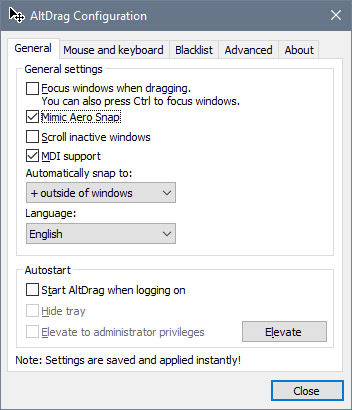 AltDrag Configuration
General Mouse and keyboard Blacklist Advanced About
General settings
Focus windows when dragging.
You can also press Ctrl to focus windows.
Mimic Aero Snap
Scroll inactive windows
MDI support
Automatically snap to:
+ outside of windows
Language:
English
Autostart
Start AltDrag when logging on
Hide tray
Elevate to administrator privileges Elevate
Note: Settings are saved and applied instantly!
Close